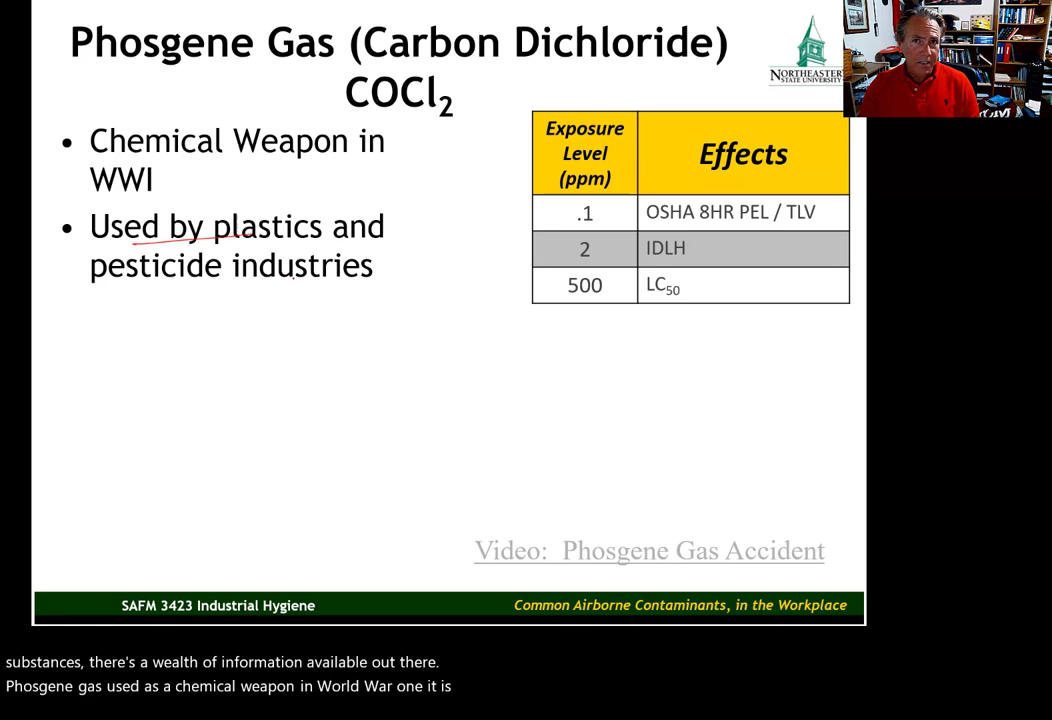 Phosgene Gas (Carbon Dichloride)
COCl₂
NORTHEASTER
STATE UNIVERSITY
• Chemical Weapon in
WWI
• Used by plastics and
pesticide industries
Exposure
Level
(ppm)
Effects
.1 OSHA 8HR PEL / TLV
2 IDLH
500 LC₅₀
Video: Phosgene Gas Accident
SAFM 3423 Industrial Hygiene
Common Airborne Contaminants, in the Workplace
substances, there's a wealth of information available out there.
Phosgene gas used as a chemical weapon in World War one it is